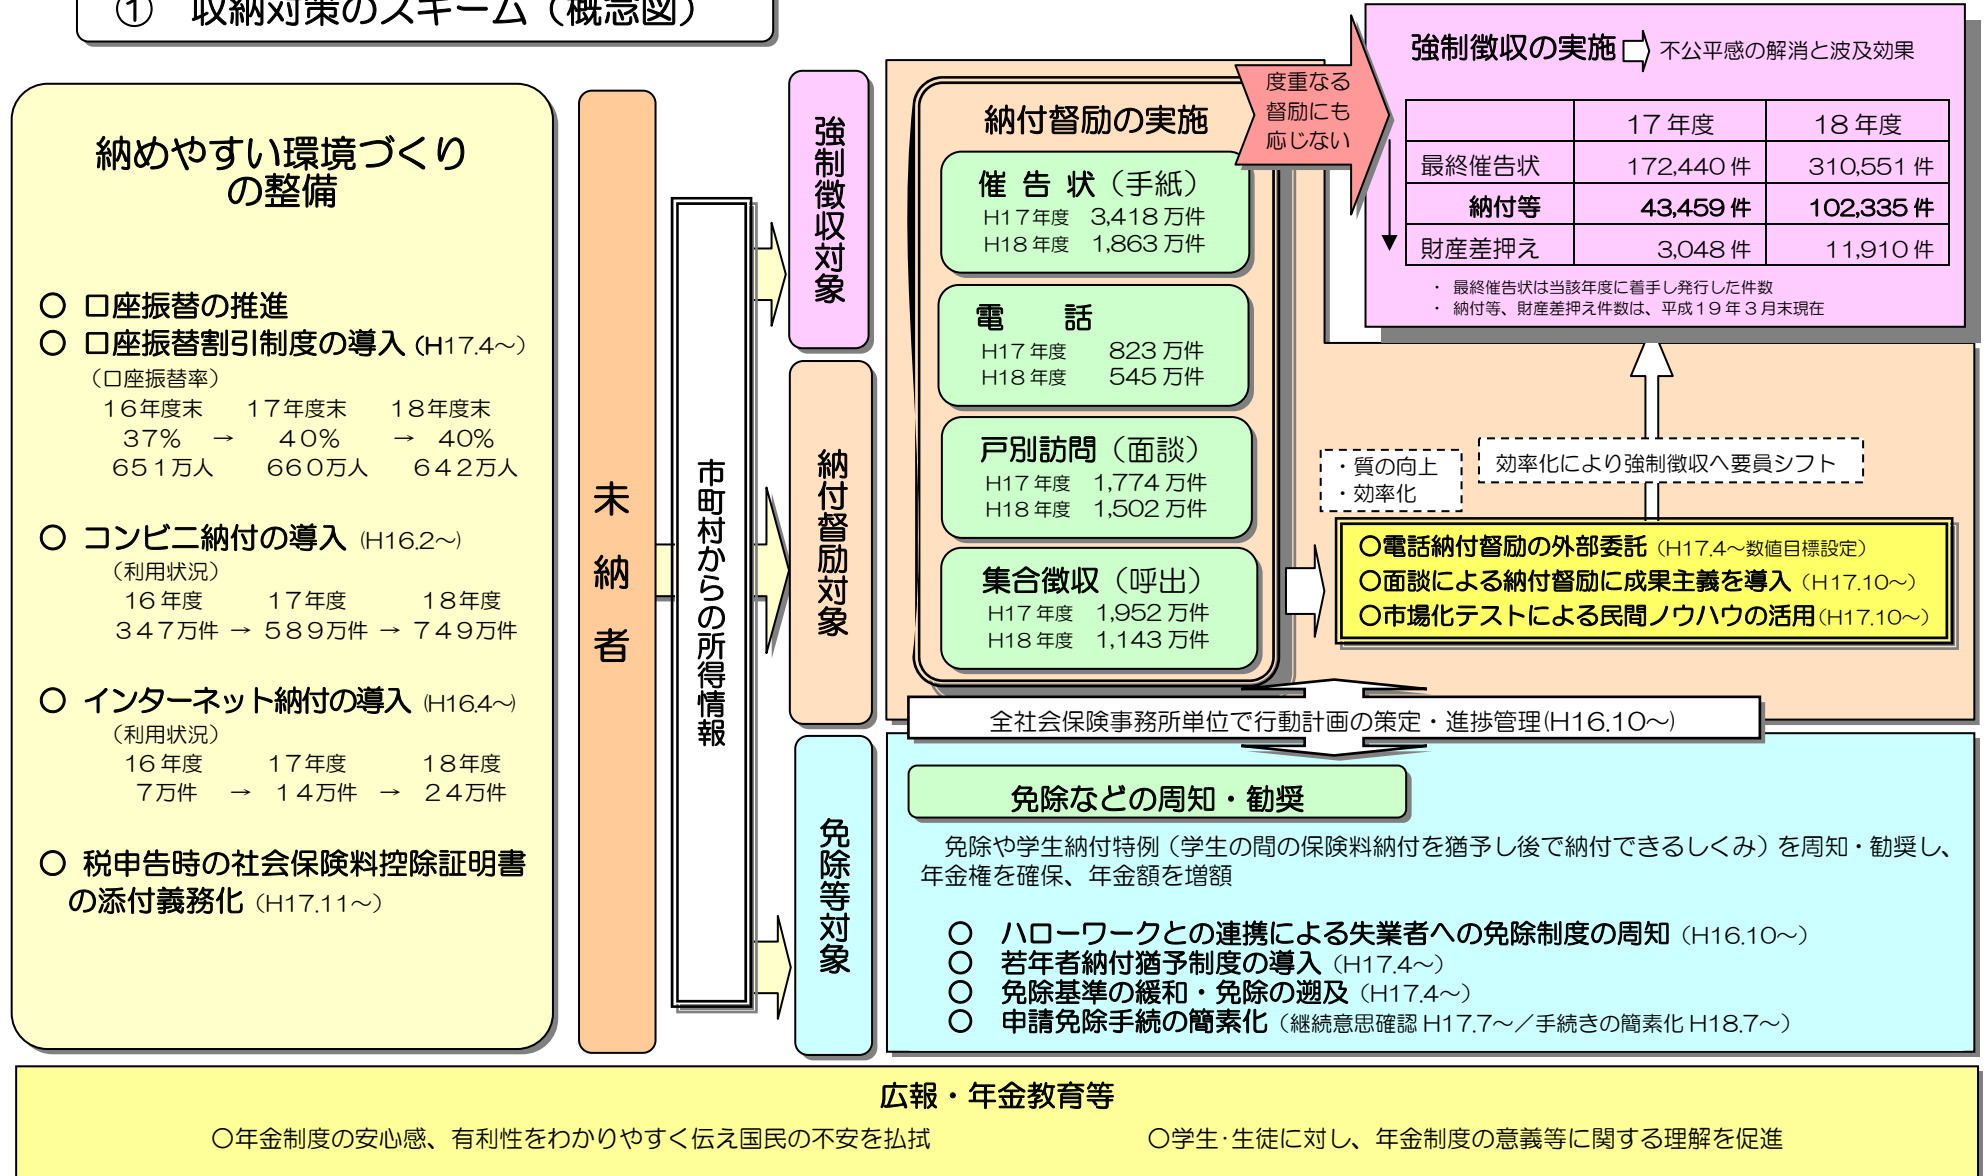 ① 収納対策のスキーム（概念図）
納めやすい環境づくり
の整備
〇 口座振替の推進
〇 口座振替割引制度の導入（H17.4～）
（口座振替率）
１６年度末 １７年度末 １８年度末
３７％ → ４０％ → ４０％
６５１万人 ６６０万人 ６４２万人
〇 コンビニ納付の導入（H16.2～）
（利用状況）
１６年度 １７年度 １８年度
３４７万件 → ５８９万件 → ７４９万件
〇 インターネット納付の導入（H16.4～）
（利用状況）
１６年度 １７年度 １８年度
７万件 → １４万件 → ２４万件
〇 税申告時の社会保険料控除証明書
の添付義務化（H17.11～）
未納者
市町村からの所得情報
強制徴収対象
納付督励対象
免除等対象
納付督励の実施
催告状（手紙）
H17年度 3,418万件
H18年度 1,863万件
電 話
H17年度 823万件
H18年度 545万件
戸別訪問（面談）
H17年度 1,774万件
H18年度 1,502万件
集合徴収（呼出）
H17年度 1,952万件
H18年度 1,143万件
度重なる
督励にも
応じない
強制徴収の実施 ⇨ 不公平感の解消と波及効果
17年度 18年度
最終催告状 172,440件 310,551件
納付等 43,459件 102,335件
財産差押え 3,048件 11,910件
・ 最終催告状は当該年度に着手し発行した件数
・ 納付等、財産差押え件数は、平成１９年３月末現在
・質の向上
・効率化
効率化により強制徴収へ要員シフト
〇電話納付督励の外部委託（H17.4～数値目標設定）
〇面談による納付督励に成果主義を導入（H17.10～）
〇市場化テストによる民間ノウハウの活用（H17.10～）
全社会保険事務所単位で行動計画の策定・進捗管理(H16.10～)
免除などの周知・勧奨
免除や学生納付特例（学生の間の保険料納付を猶予し後で納付できるしくみ）を周知・勧奨し、
年金権を確保、年金額を増額
〇 ハローワークとの連携による失業者への免除制度の周知（H16.10～）
〇 若年者納付猶予制度の導入（H17.4～）
〇 免除基準の緩和・免除の遡及（H17.4～）
〇 申請免除手続の簡素化（継続意思確認 H17.7～／手続きの簡素化 H18.7～）
広報・年金教育等
〇年金制度の安心感、有利性をわかりやすく伝え国民の不安を払拭 〇学生･生徒に対し、年金制度の意義等に関する理解を促進